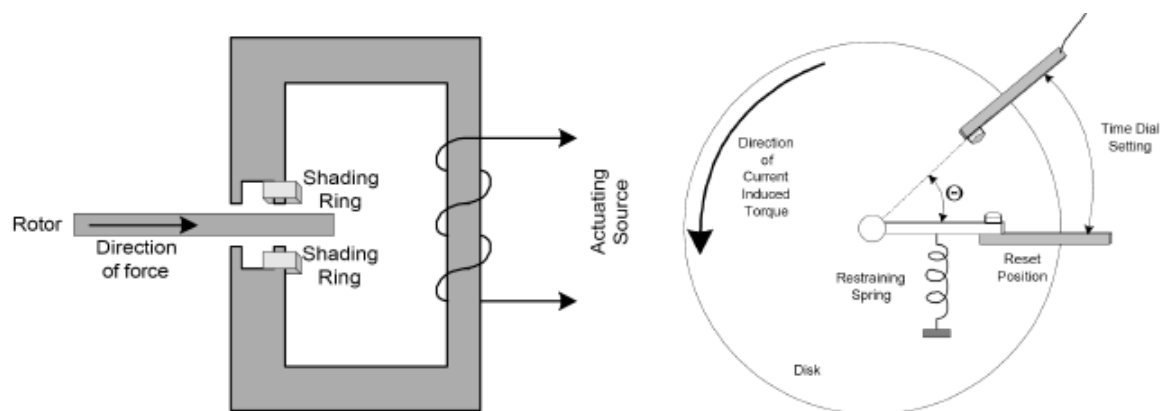 Shading
Ring
Rotor
Direction
of force
Shading
Ring
Actuating
Source
Direction
of
Current
Induced
Torque
Time Dial
Setting
Θ
Restraining
Spring
Reset
Position
Disk